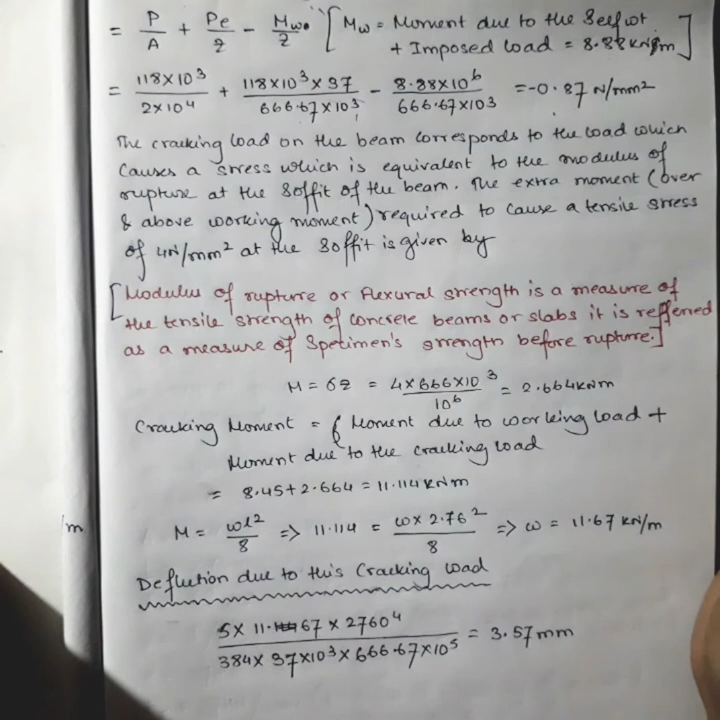 = P/A + Pe/z - Mw/z [Mw = Moment due to the Self wt
+ Imposed load = 8.88 kNm]
= 118×10³/2×10⁴ + 118×10³×37/666.67×10³ - 8.88×10⁶/666.67×10³ = -0.87 N/mm²
The cracking load on the beam corresponds to the load which
Causes a stress which is equivalent to the modulus of
rupture at the Soffit of the beam. The extra moment (over
& above working moment) required to cause a tensile stress
of 4N/mm² at the Soffit is given by
[Modulus of rupture or flexural strength is a measure of
the tensile strength of concrete beams or slabs it is reffered
as a measure of Specimen's strength before rupture.]
M = σz = 4×666×10³/10⁶ = 2.664kNm
Cracking Moment = { Moment due to working load +
Moment due to the cracking load
= 8.45+2.664 = 11.114 kNm
/m
M = wl²/8 => 11.114 = w×2.76²/8 => w = 11.67 kN/m
Deflection due to this Cracking load
5× 11.67 × 2760⁴/384× 37×10³×666.67×10⁵ = 3.57mm